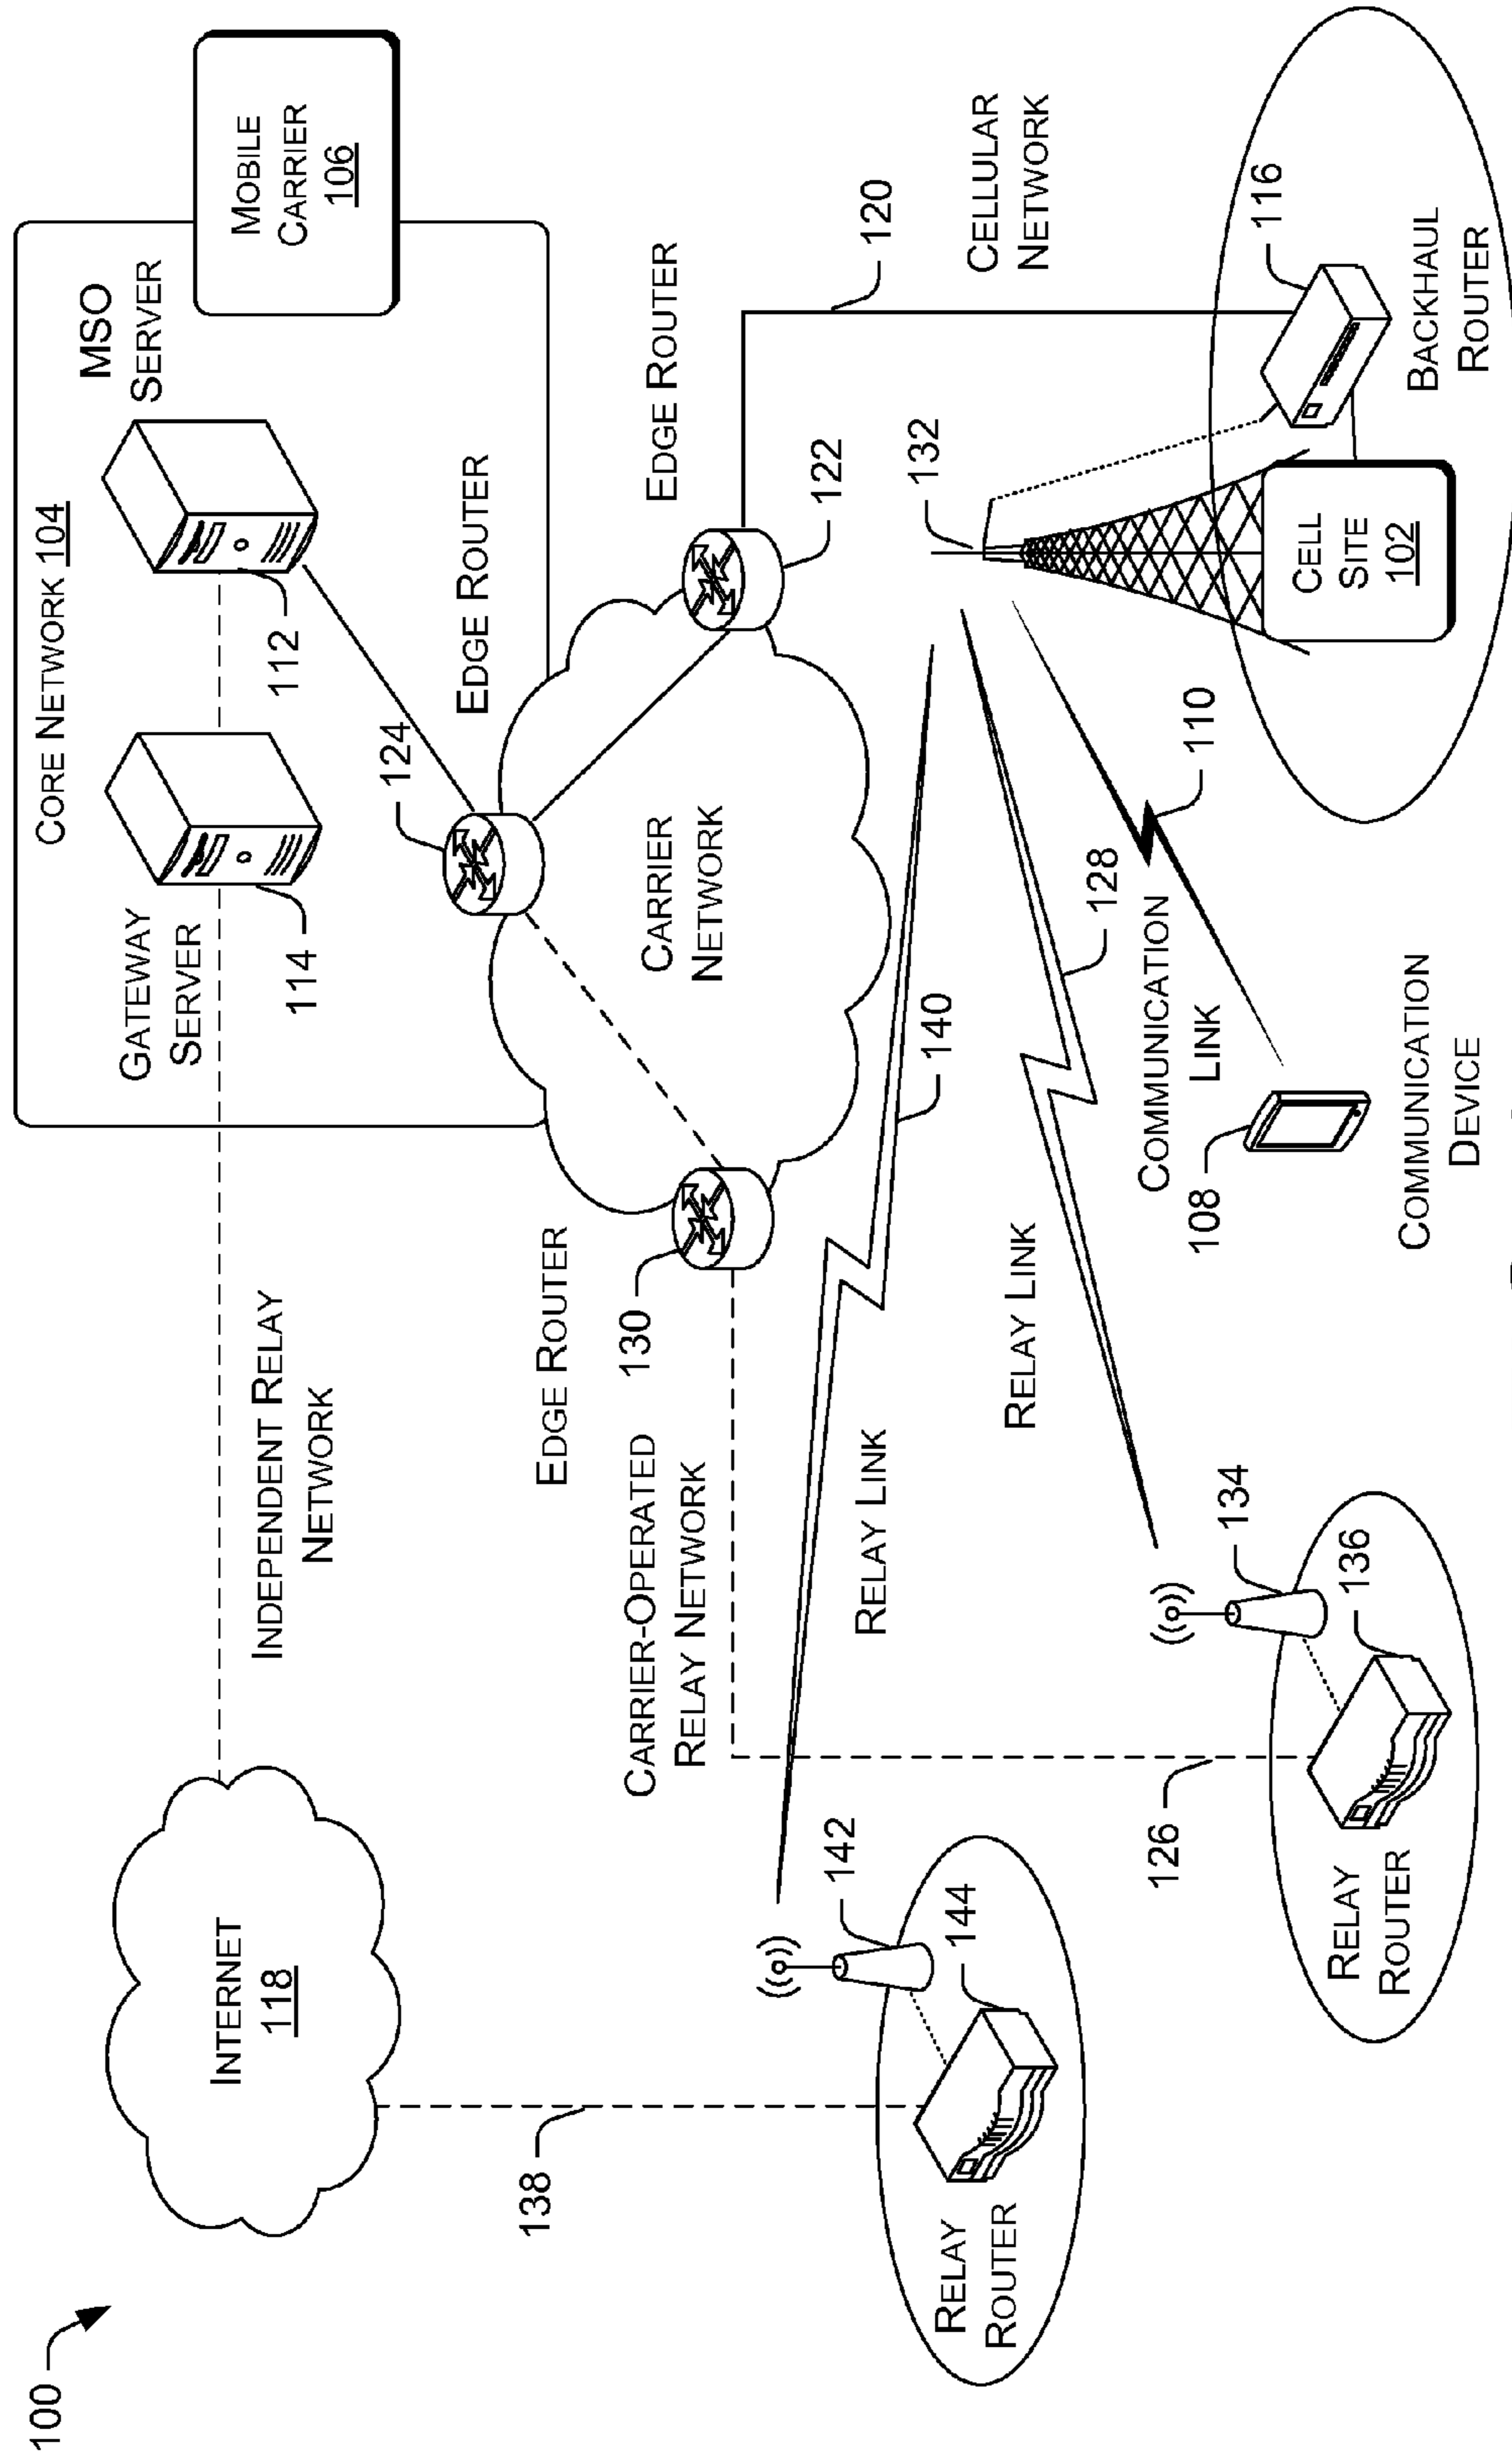 100
CORE NETWORK 104
MSO
SERVER
MOBILE
CARRIER
106
GATEWAY
SERVER
114
112
INTERNET
118
INDEPENDENT RELAY
NETWORK
124
EDGE ROUTER
138
EDGE ROUTER
130
CARRIER
NETWORK
EDGE ROUTER
122
CARRIER-OPERATED
RELAY NETWORK
120
CELLULAR
NETWORK
142
RELAY LINK
140
132
144
RELAY
ROUTER
RELAY LINK
128
COMMUNICATION
LINK
110
116
126
134
108
CELL
SITE
102
136
RELAY
ROUTER
COMMUNICATION
DEVICE
BACKHAUL
ROUTER